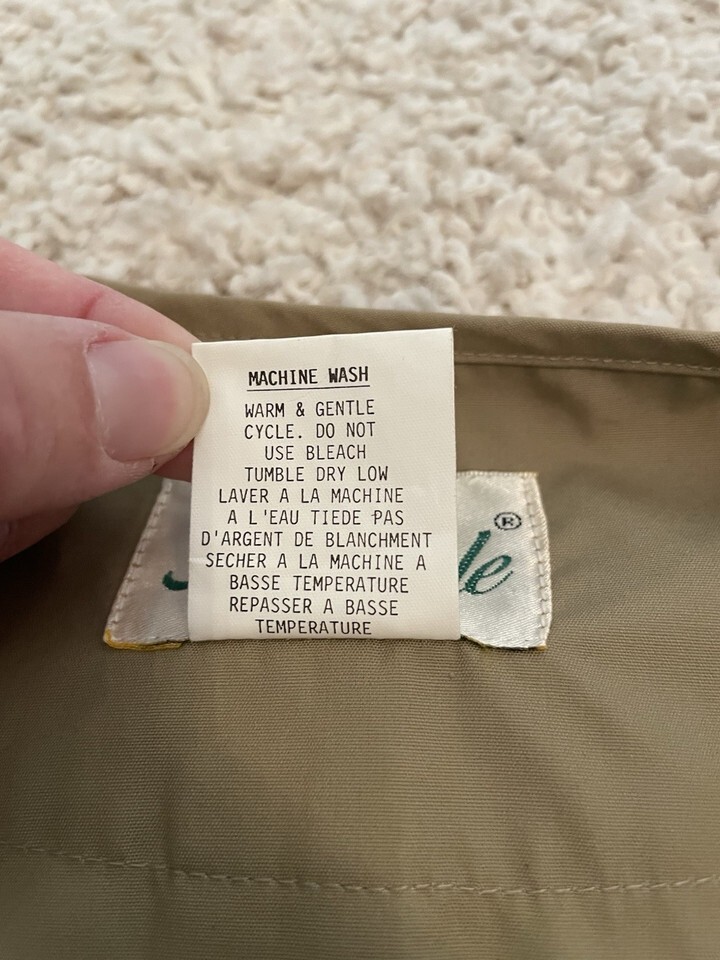 MACHINE WASH
WARM & GENTLE
CYCLE. DO NOT
USE BLEACH
TUMBLE DRY LOW
LAVER A LA MACHINE
A L'EAU TIEDE PAS
D'ARGENT DE BLANCHMENT
SECHER A LA MACHINE A
BASSE TEMPERATURE
REPASSER A BASSE
TEMPERATURE
le®